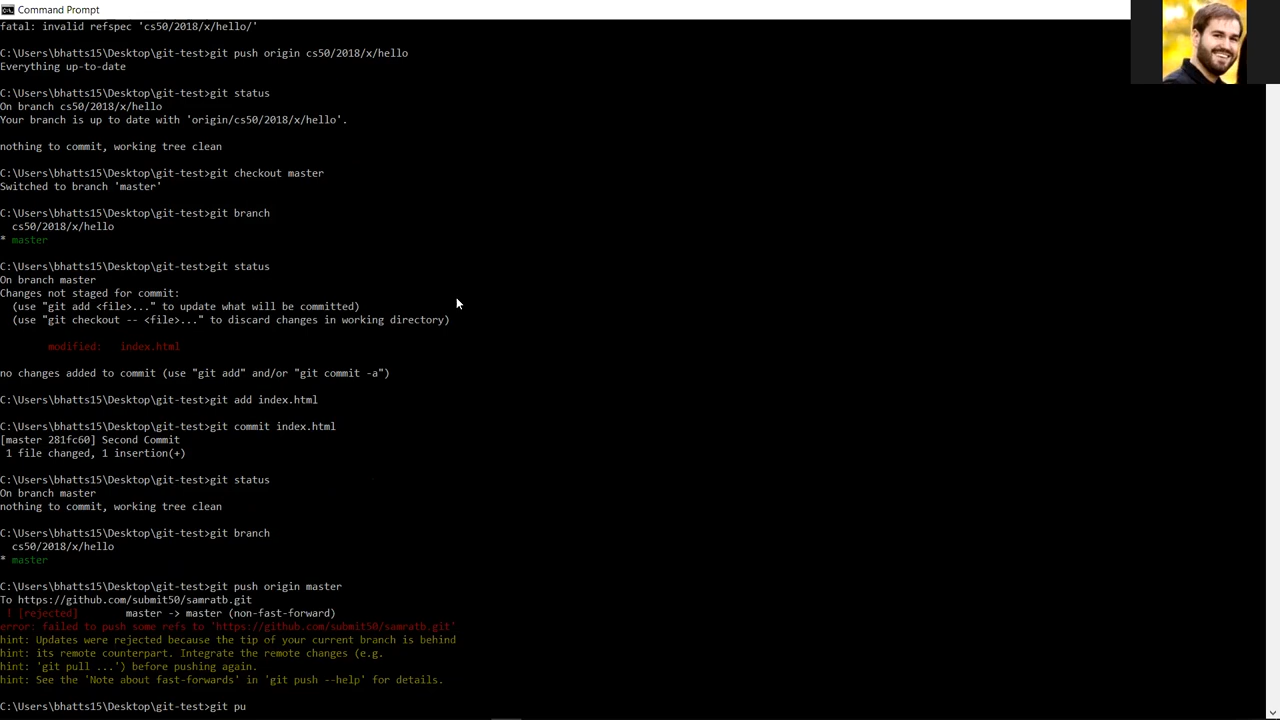 Command Prompt
fatal: invalid refspec 'cs50/2018/x/hello/'
C:\Users\bhatts15\Desktop\git-test>git push origin cs50/2018/x/hello
Everything up-to-date
C:\Users\bhatts15\Desktop\git-test>git status
On branch cs50/2018/x/hello
Your branch is up to date with 'origin/cs50/2018/x/hello'.
nothing to commit, working tree clean
C:\Users\bhatts15\Desktop\git-test>git checkout master
Switched to branch 'master'
C:\Users\bhatts15\Desktop\git-test>git branch
cs50/2018/x/hello
* master
C:\Users\bhatts15\Desktop\git-test>git status
On branch master
Changes not staged for commit:
(use "git add <file>..." to update what will be committed)
(use "git checkout -- <file>..." to discard changes in working directory)
modified:   index.html
no changes added to commit (use "git add" and/or "git commit -a")
C:\Users\bhatts15\Desktop\git-test>git add index.html
C:\Users\bhatts15\Desktop\git-test>git commit index.html
[master 281fc60] Second Commit
1 file changed, 1 insertion(+)
C:\Users\bhatts15\Desktop\git-test>git status
On branch master
nothing to commit, working tree clean
C:\Users\bhatts15\Desktop\git-test>git branch
cs50/2018/x/hello
* master
C:\Users\bhatts15\Desktop\git-test>git push origin master
To https://github.com/submit50/samratb.git
! [rejected]        master -> master (non-fast-forward)
error: failed to push some refs to 'https://github.com/submit50/samratb.git'
hint: Updates were rejected because the tip of your current branch is behind
hint: its remote counterpart. Integrate the remote changes (e.g.
hint: 'git pull ...') before pushing again.
hint: See the 'Note about fast-forwards' in 'git push --help' for details.
C:\Users\bhatts15\Desktop\git-test>git pu